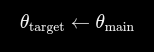 θ_target ← θ_main